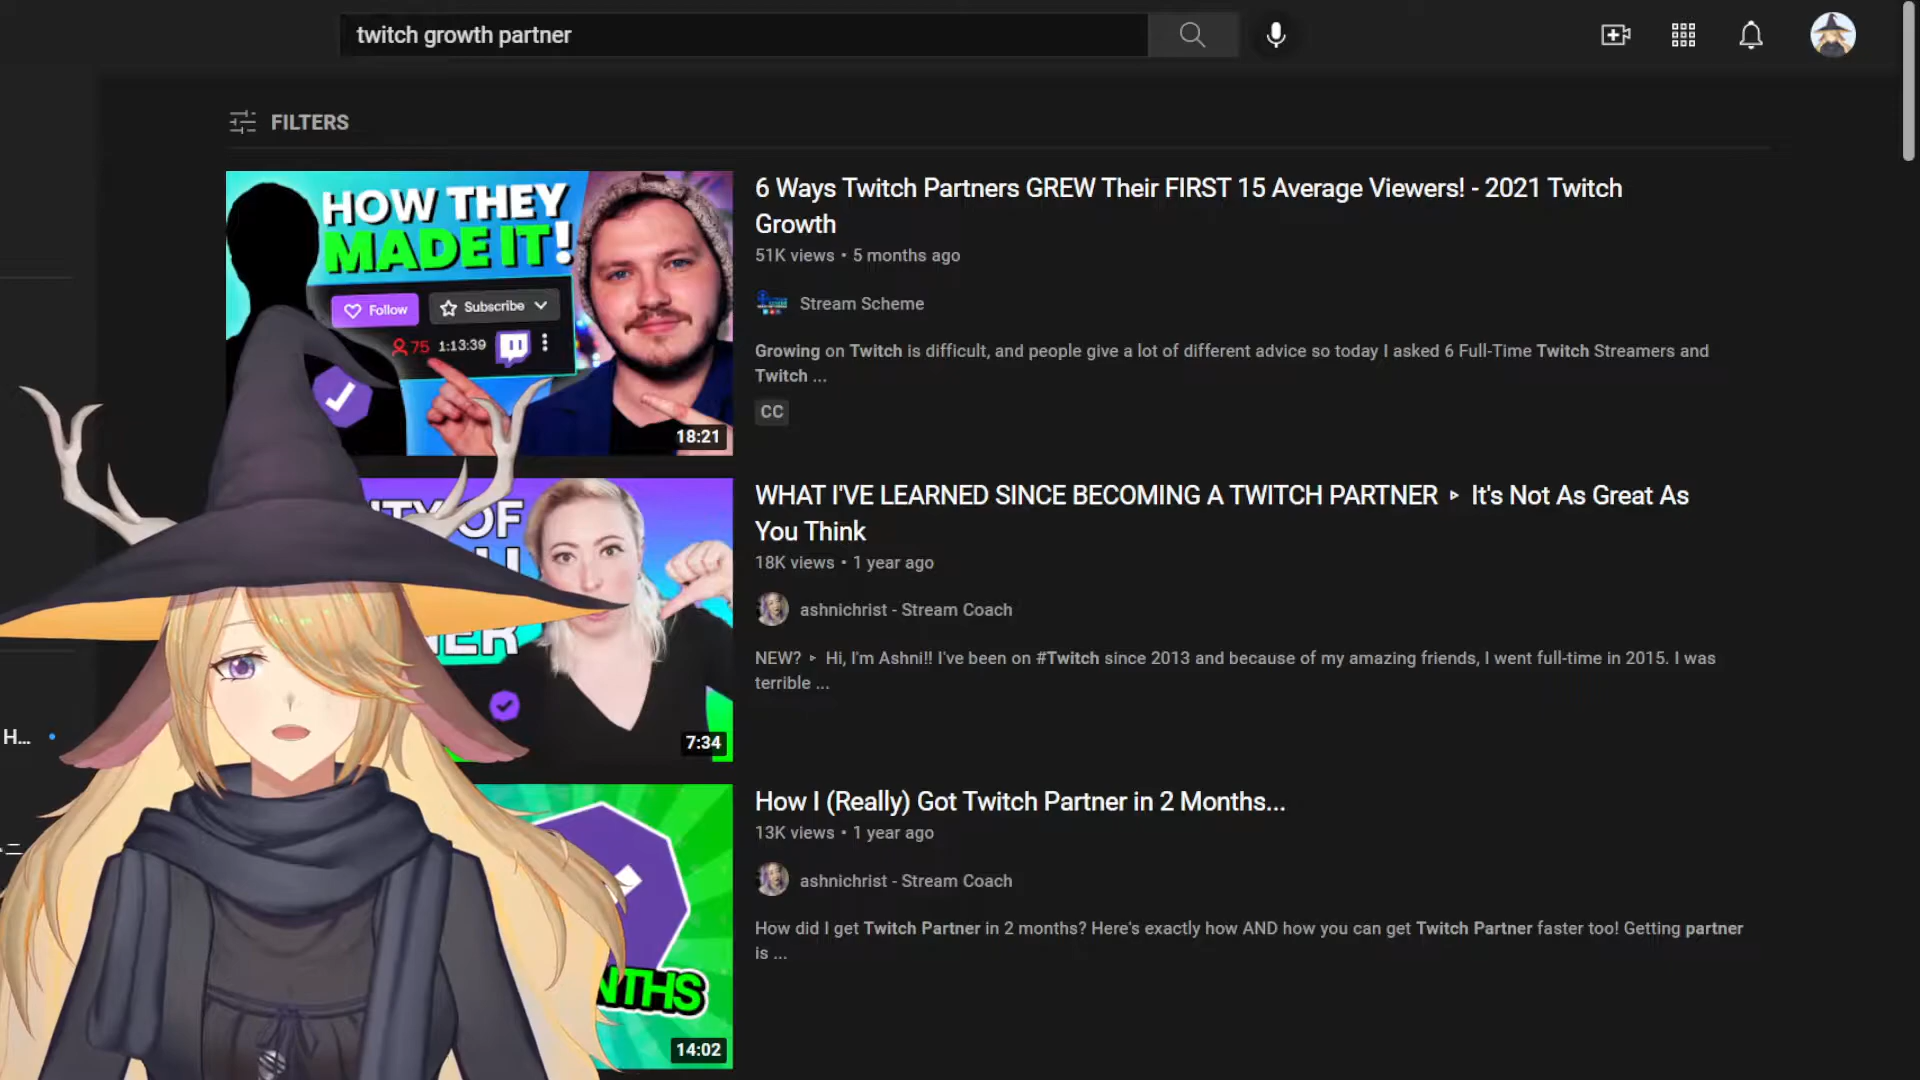 twitch growth partner
FILTERS
HOW THEY
MADE IT!
Follow
Subscribe
75 1:13:39
18:21
6 Ways Twitch Partners GREW Their FIRST 15 Average Viewers! - 2021 Twitch
Growth
51K views • 5 months ago
Stream Scheme
Growing on Twitch is difficult, and people give a lot of different advice so today I asked 6 Full-Time Twitch Streamers and
Twitch ...
CC
OF
7:34
WHAT I'VE LEARNED SINCE BECOMING A TWITCH PARTNER ▸ It's Not As Great As
You Think
18K views • 1 year ago
ashnichrist - Stream Coach
NEW? ▸ Hi, I'm Ashni!! I've been on #Twitch since 2013 and because of my amazing friends, I went full-time in 2015. I was
terrible ...
H...
14:02
How I (Really) Got Twitch Partner in 2 Months...
13K views • 1 year ago
ashnichrist - Stream Coach
How did I get Twitch Partner in 2 months? Here's exactly how AND how you can get Twitch Partner faster too! Getting partner
is ...